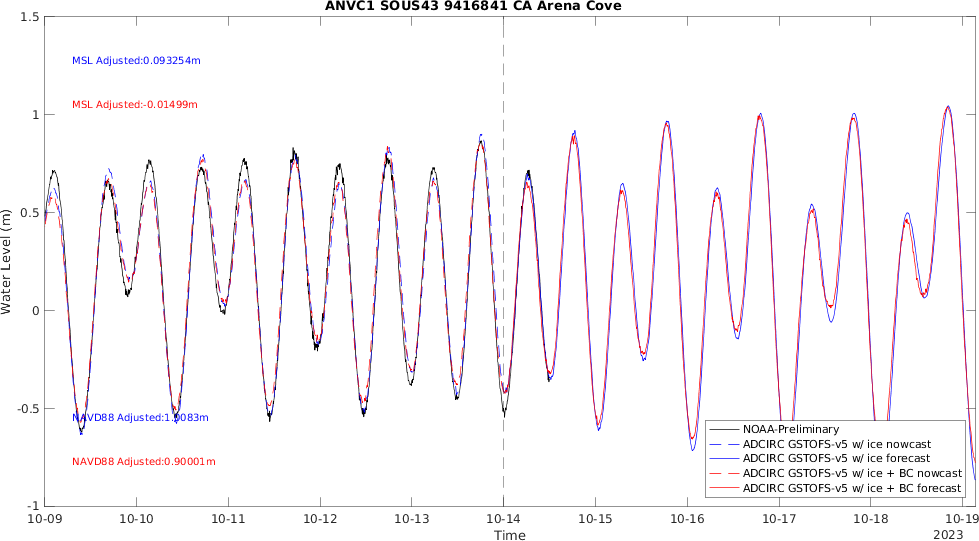 ANVC1 SOUS43 9416841 CA Arena Cove
1.5
MSL Adjusted:0.093254m
MSL Adjusted:-0.01499m
1
0.5
Water Level (m)
0
-0.5
NAVD88 Adjusted:1.0083m
NAVD88 Adjusted:0.90001m
-1
NOAA-Preliminary
ADCIRC GSTOFS-v5 w/ ice nowcast
ADCIRC GSTOFS-v5 w/ ice forecast
ADCIRC GSTOFS-v5 w/ ice + BC nowcast
ADCIRC GSTOFS-v5 w/ ice + BC forecast
10-09 10-10 10-11 10-12 10-13 10-14 10-15 10-16 10-17 10-18 10-19
Time
2023